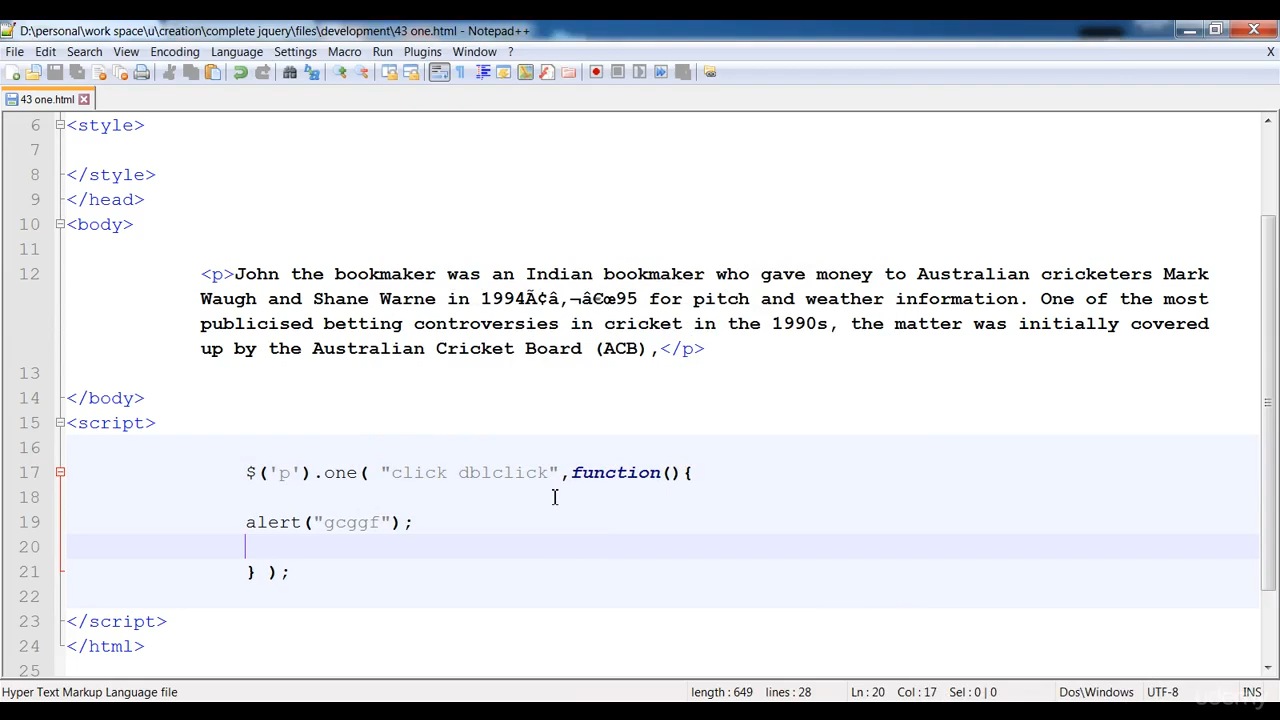 D:\personal\work space\u\creation\complete jquery\files\development\43 one.html - Notepad++
File Edit Search View Encoding Language Settings Macro Run Plugins Window ? X
43 one.html
6 <style>
7
8 </style>
9 </head>
10 <body>
11
12 <p>John the bookmaker was an Indian bookmaker who gave money to Australian cricketers Mark
Waugh and Shane Warne in 1994Ã¢â‚¬â€œ95 for pitch and weather information. One of the most
publicised betting controversies in cricket in the 1990s, the matter was initially covered
up by the Australian Cricket Board (ACB),</p>
13
14 </body>
15 <script>
16
17 $('p').one( "click dblclick",function(){
18
19 alert("gcggf");
20
21 } );
22
23 </script>
24 </html>
25
Hyper Text Markup Language file length : 649 lines : 28 Ln : 20 Col : 17 Sel : 0 | 0 Dos\Windows UTF-8 INS
udemy